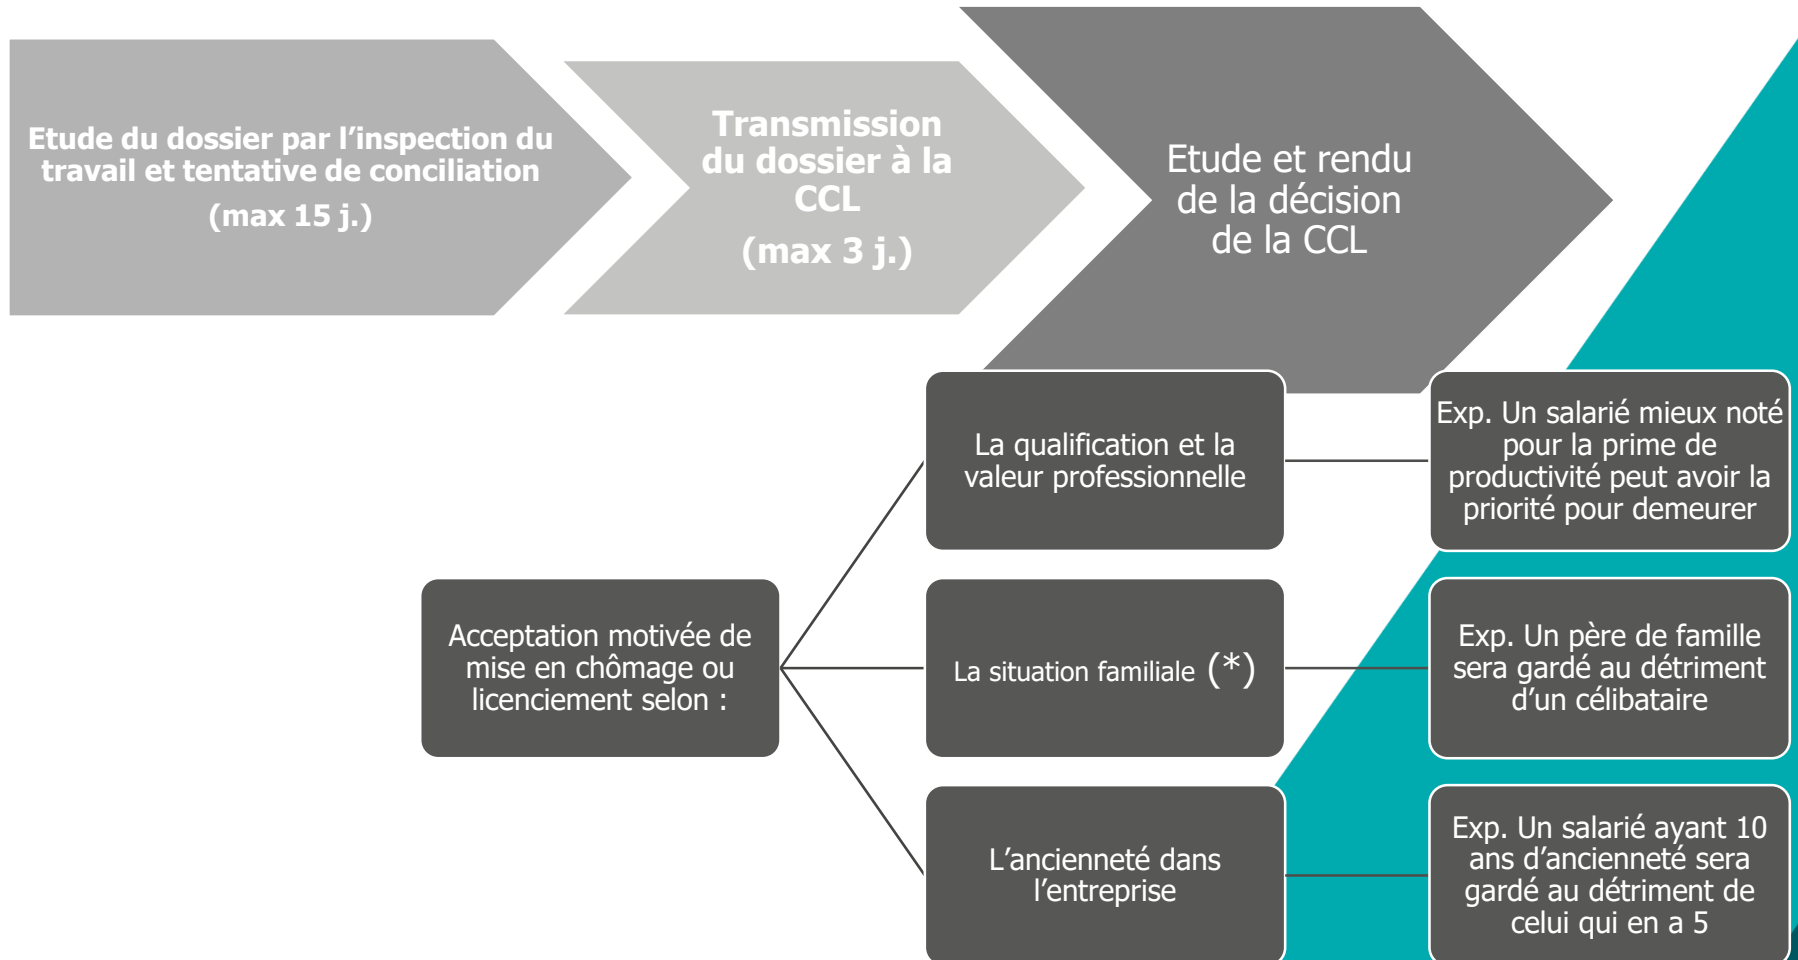 Etude du dossier par l’inspection du
travail et tentative de conciliation
(max 15 j.)
Transmission
du dossier à la
CCL
(max 3 j.)
Etude et rendu
de la décision
de la CCL
Acceptation motivée de
mise en chômage ou
licenciement selon :
La qualification et la
valeur professionnelle
Exp. Un salarié mieux noté
pour la prime de
productivité peut avoir la
priorité pour demeurer
La situation familiale (*)
Exp. Un père de famille
sera gardé au détriment
d’un célibataire
L’ancienneté dans
l’entreprise
Exp. Un salarié ayant 10
ans d’ancienneté sera
gardé au détriment de
celui qui en a 5